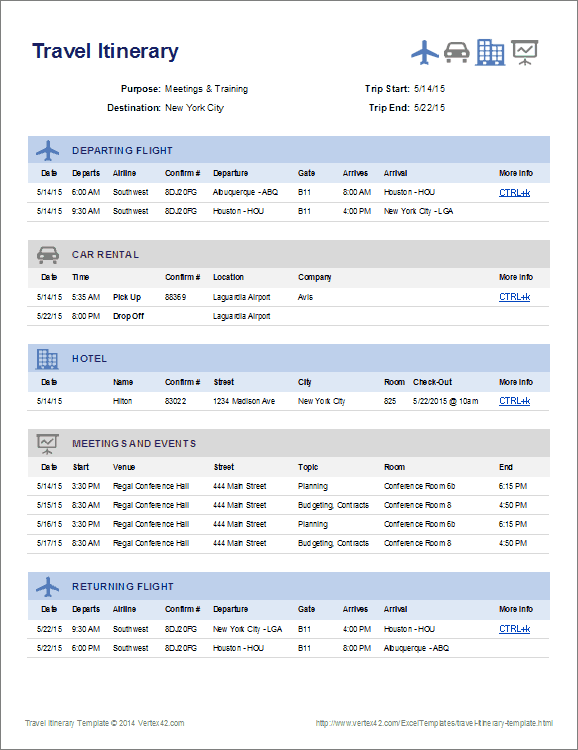 Travel Itinerary
Purpose: Meetings & Training Trip Start: 5/14/15
Destination: New York City Trip End: 5/22/15
DEPARTING FLIGHT
Date Departs Airline Confirm # Departure Gate Arrives Arrival More Info
5/14/15 6:00 AM Southwest 8DJ20FG Albuquerque - ABQ B11 8:00 AM Houston - HOU CTRL+k
5/14/15 9:30 AM Southwest 8DJ20FG Houston - HOU B11 4:00 PM New York City - LGA
CAR RENTAL
Date Time Confirm # Location Company More Info
5/14/15 5:35 AM Pick Up 88369 Laguardia Airport Avis CTRL+k
5/22/15 8:00 PM Drop Off Laguardia Airport
HOTEL
Date Name Confirm # Street City Room Check-Out More Info
5/14/15 Hilton 83022 1234 Madison Ave New York City 825 5/22/2015 @ 10am CTRL+k
MEETINGS AND EVENTS
Date Start Venue Street Topic Room End
5/14/15 3:30 PM Regal Conference Hall 444 Main Street Planning Conference Room 6b 6:15 PM
5/15/15 8:30 AM Regal Conference Hall 444 Main Street Budgeting, Contracts Conference Room 8 4:50 PM
5/16/15 3:30 PM Regal Conference Hall 444 Main Street Planning Conference Room 6b 6:15 PM
5/17/15 8:30 AM Regal Conference Hall 444 Main Street Budgeting, Contracts Conference Room 8 4:50 PM
RETURNING FLIGHT
Date Departs Airline Confirm # Departure Gate Arrives Arrival More Info
5/22/15 9:30 AM Southwest 8DJ20FG New York City - LGA B11 4:00 PM Houston - HOU CTRL+k
5/22/15 6:00 PM Southwest 8DJ20FG Houston - HOU B11 8:00 PM Albuquerque - ABQ
Travel Itinerary Template © 2014 Vertex42.com http://www.vertex42.com/ExcelTemplates/travel-itinerary-template.html